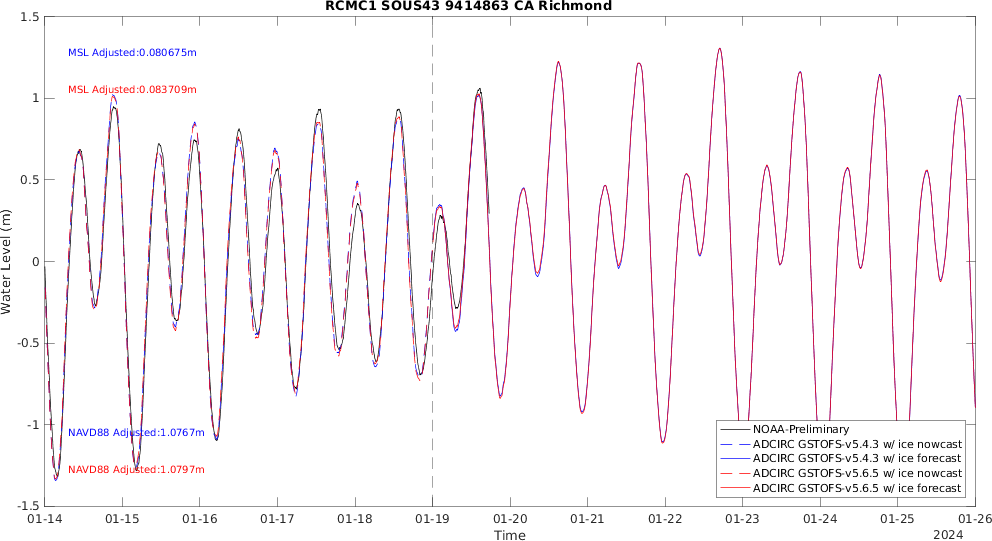 RCMC1 SOUS43 9414863 CA Richmond
1.5
1
0.5
0
-0.5
-1
-1.5
Water Level (m)
MSL Adjusted:0.080675m
MSL Adjusted:0.083709m
NAVD88 Adjusted:1.0767m
NAVD88 Adjusted:1.0797m
NOAA-Preliminary
ADCIRC GSTOFS-v5.4.3 w/ ice nowcast
ADCIRC GSTOFS-v5.4.3 w/ ice forecast
ADCIRC GSTOFS-v5.6.5 w/ ice nowcast
ADCIRC GSTOFS-v5.6.5 w/ ice forecast
01-14 01-15 01-16 01-17 01-18 01-19 01-20 01-21 01-22 01-23 01-24 01-25 01-26
Time
2024